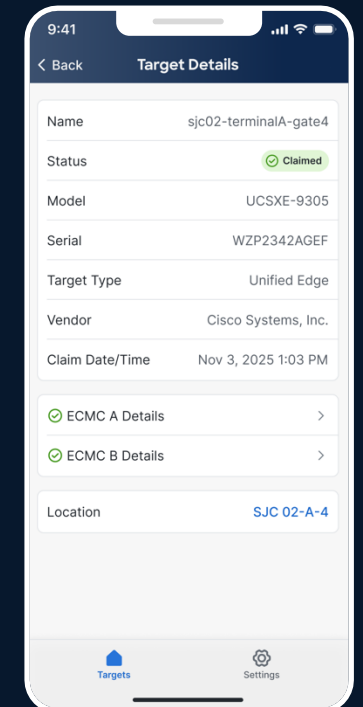 9:41
Back Target Details
Name sjc02-terminalA-gate4
Status Claimed
Model UCSXE-9305
Serial WZP2342AGEF
Target Type Unified Edge
Vendor Cisco Systems, Inc.
Claim Date/Time Nov 3, 2025 1:03 PM
ECMC A Details
ECMC B Details
Location SJC 02-A-4
Targets Settings